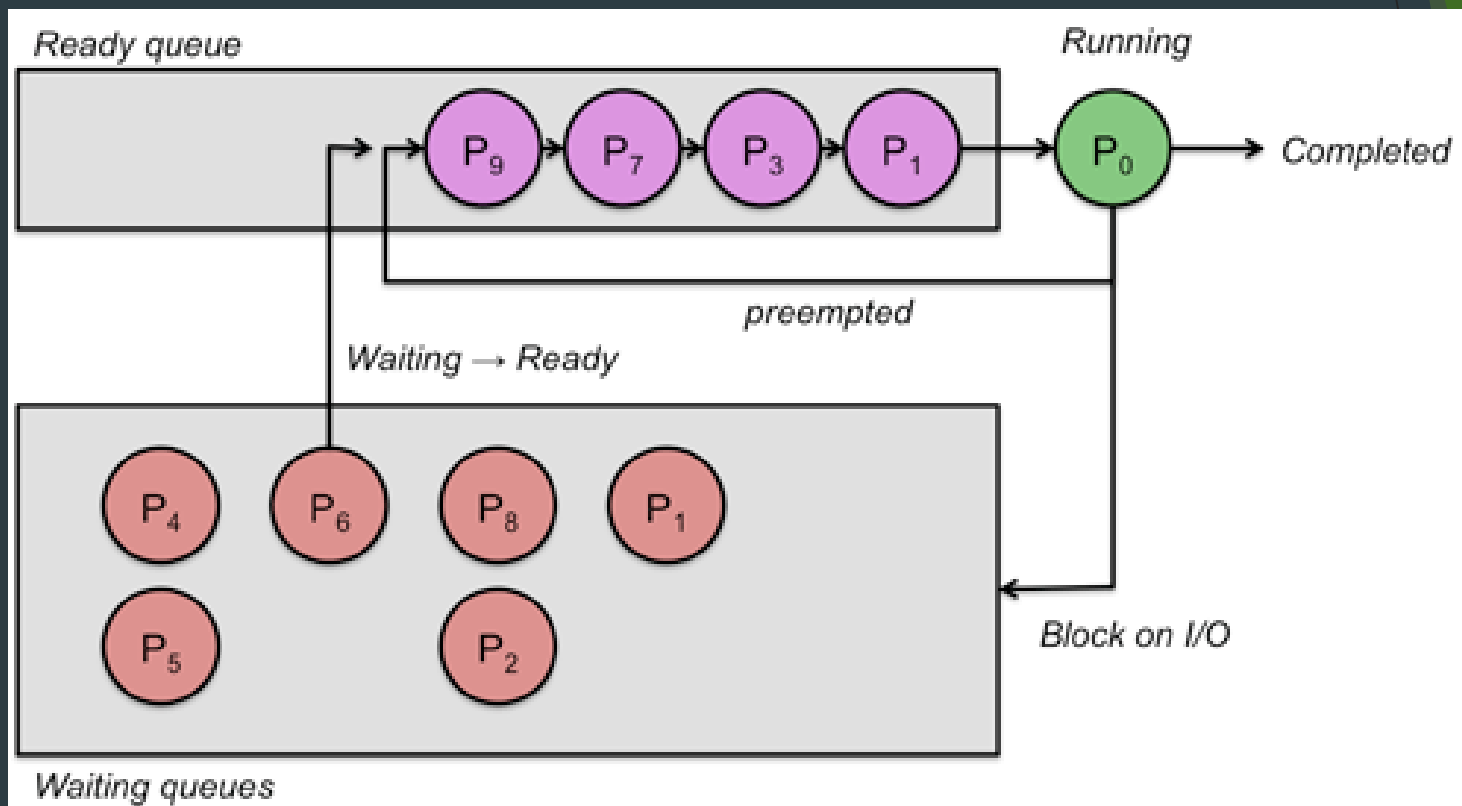 Ready queue
Running
P₉ P₇ P₃ P₁ P₀ Completed
preempted
Waiting → Ready
P₄ P₆ P₈ P₁
P₅ P₂
Block on I/O
Waiting queues